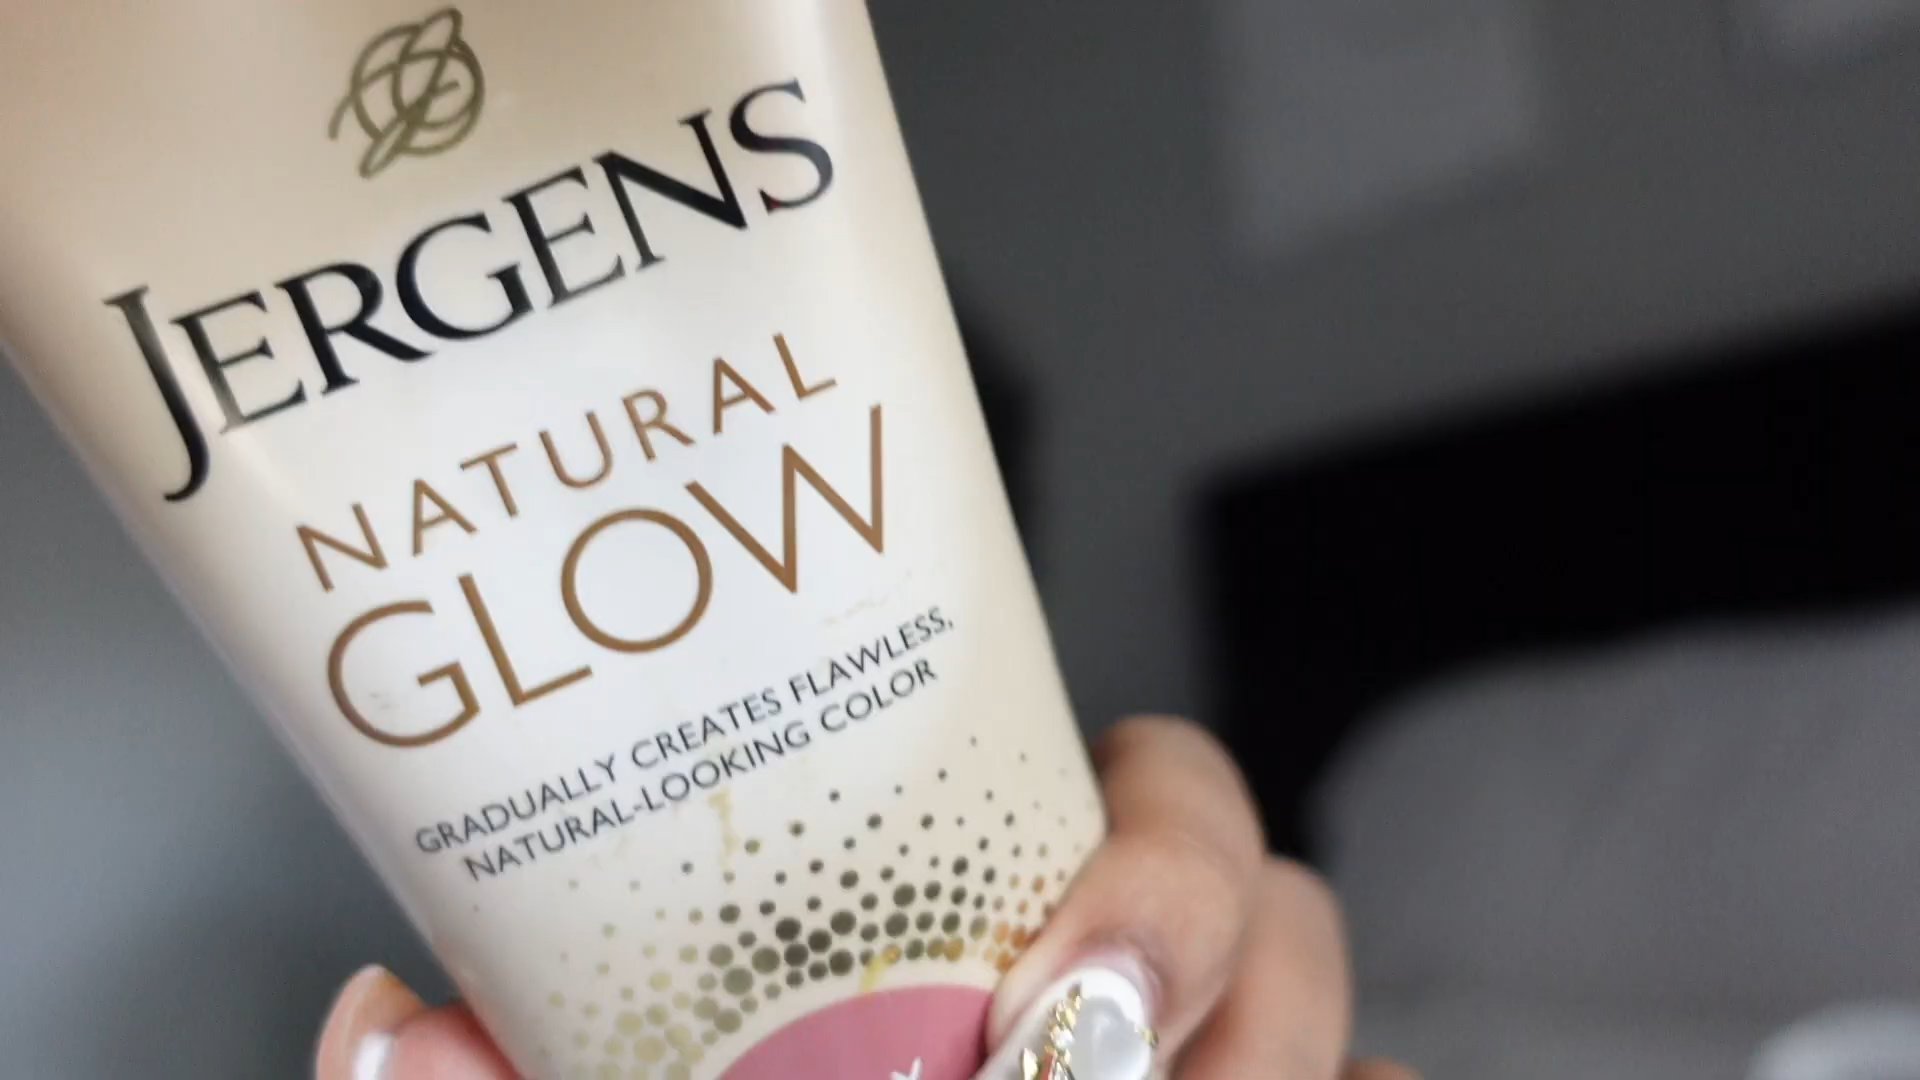 JERGENS
NATURAL
GLOW
GRADUALLY CREATES FLAWLESS,
NATURAL-LOOKING COLOR